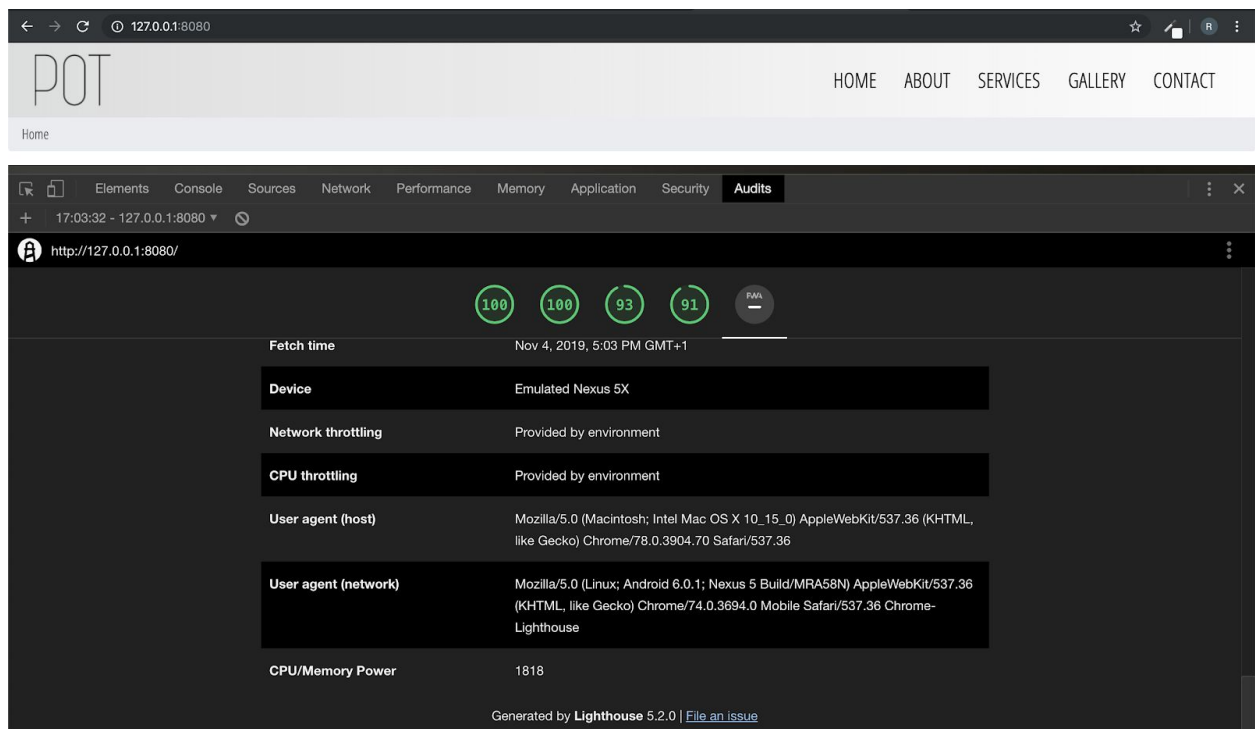 127.0.0.1:8080
R
POT
HOME ABOUT SERVICES GALLERY CONTACT
Home
Elements Console Sources Network Performance Memory Application Security Audits
17:03:32 - 127.0.0.1:8080
http://127.0.0.1:8080/
100 100 93 91 PWA
Fetch time Nov 4, 2019, 5:03 PM GMT+1
Device Emulated Nexus 5X
Network throttling Provided by environment
CPU throttling Provided by environment
User agent (host) Mozilla/5.0 (Macintosh; Intel Mac OS X 10_15_0) AppleWebKit/537.36 (KHTML,
like Gecko) Chrome/78.0.3904.70 Safari/537.36
User agent (network) Mozilla/5.0 (Linux; Android 6.0.1; Nexus 5 Build/MRA58N) AppleWebKit/537.36
(KHTML, like Gecko) Chrome/74.0.3694.0 Mobile Safari/537.36 Chrome-
Lighthouse
CPU/Memory Power 1818
Generated by Lighthouse 5.2.0 | File an issue